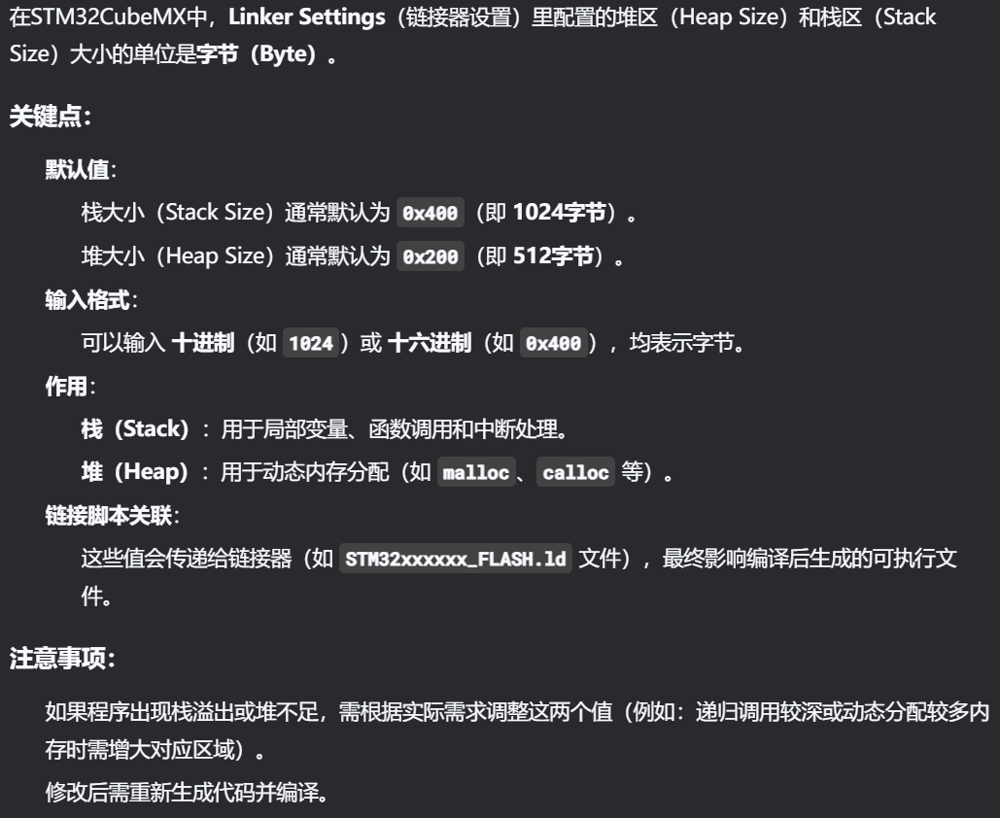 在STM32CubeMX中，Linker Settings（链接器设置）里配置的堆区（Heap Size）和栈区（Stack
Size）大小的单位是字节（Byte）。
关键点：
默认值：
栈大小（Stack Size）通常默认为 0x400 （即 1024字节）。
堆大小（Heap Size）通常默认为 0x200 （即 512字节）。
输入格式：
可以输入 十进制（如 1024 ）或 十六进制（如 0x400 ），均表示字节。
作用：
栈（Stack）：用于局部变量、函数调用和中断处理。
堆（Heap）：用于动态内存分配（如 malloc 、 calloc 等）。
链接脚本关联：
这些值会传递给链接器（如 STM32xxxxxx_FLASH.ld 文件），最终影响编译后生成的可执行文
件。
注意事项：
如果程序出现栈溢出或堆不足，需根据实际需求调整这两个值（例如：递归调用较深或动态分配较多内
存时需增大对应区域）。
修改后需重新生成代码并编译。